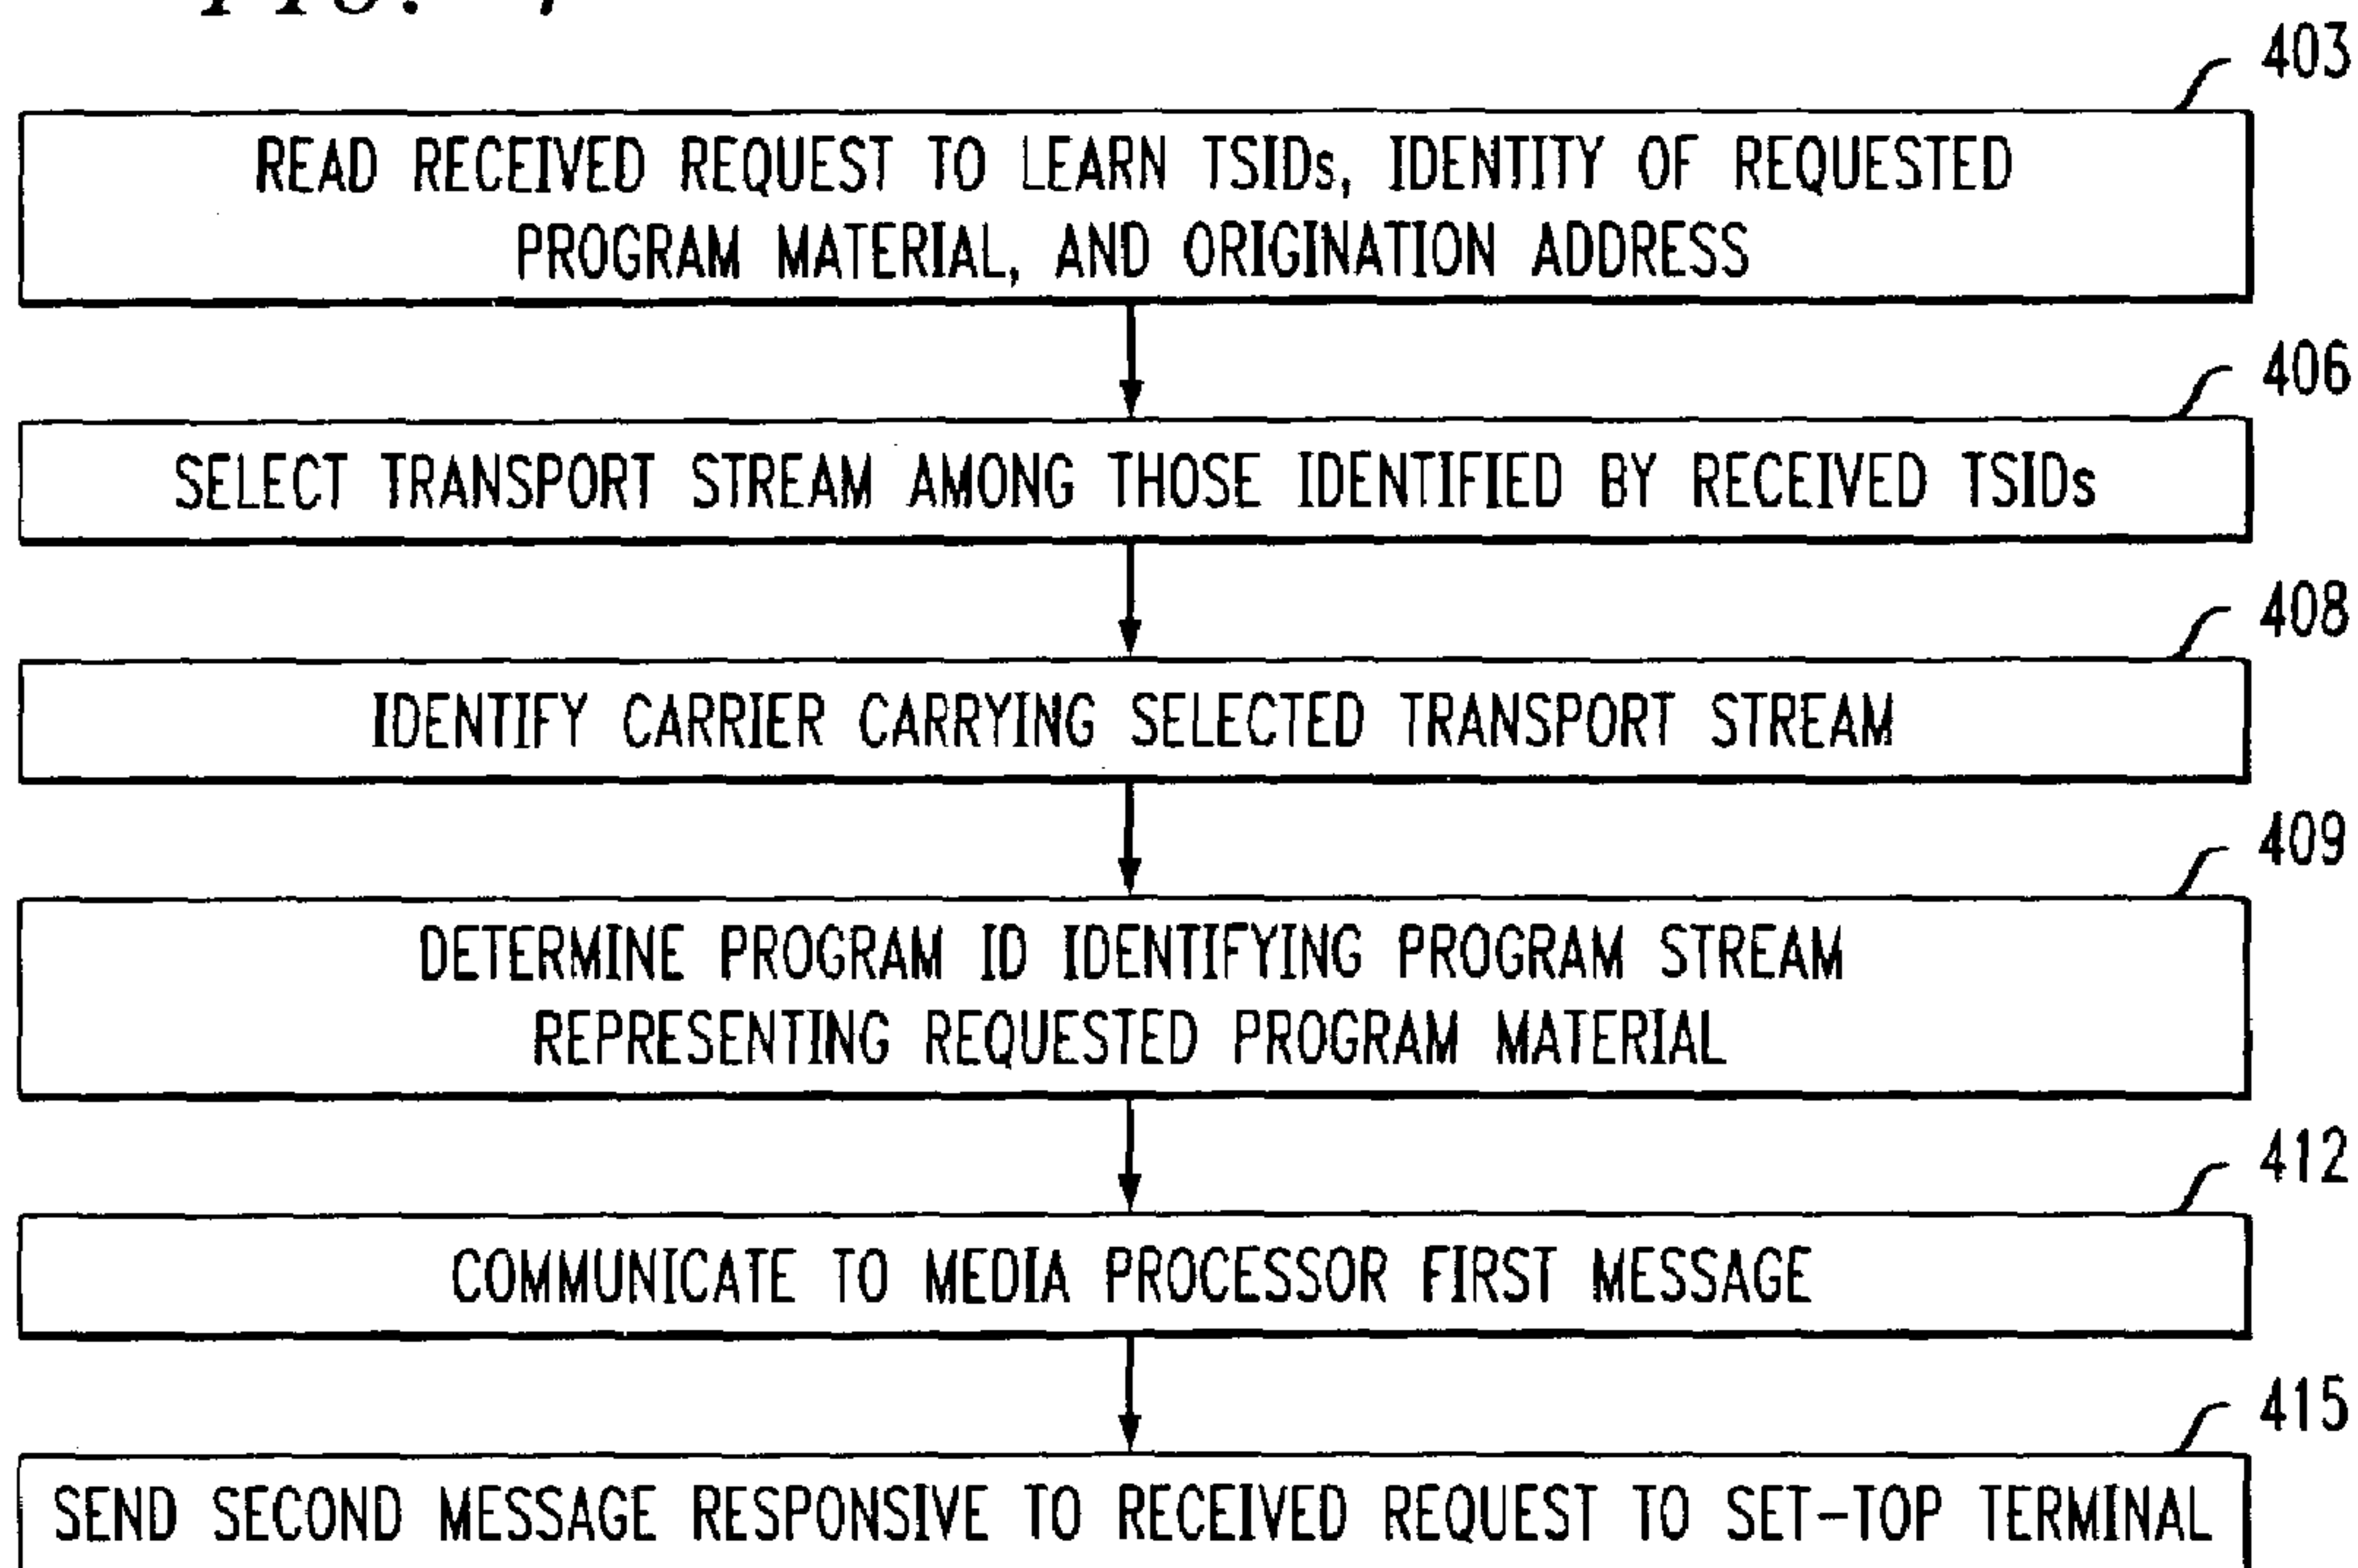 403
READ RECEIVED REQUEST TO LEARN TSIDs, IDENTITY OF REQUESTED
PROGRAM MATERIAL, AND ORIGINATION ADDRESS
406
SELECT TRANSPORT STREAM AMONG THOSE IDENTIFIED BY RECEIVED TSIDs
408
IDENTIFY CARRIER CARRYING SELECTED TRANSPORT STREAM
409
DETERMINE PROGRAM ID IDENTIFYING PROGRAM STREAM
REPRESENTING REQUESTED PROGRAM MATERIAL
412
COMMUNICATE TO MEDIA PROCESSOR FIRST MESSAGE
415
SEND SECOND MESSAGE RESPONSIVE TO RECEIVED REQUEST TO SET-TOP TERMINAL